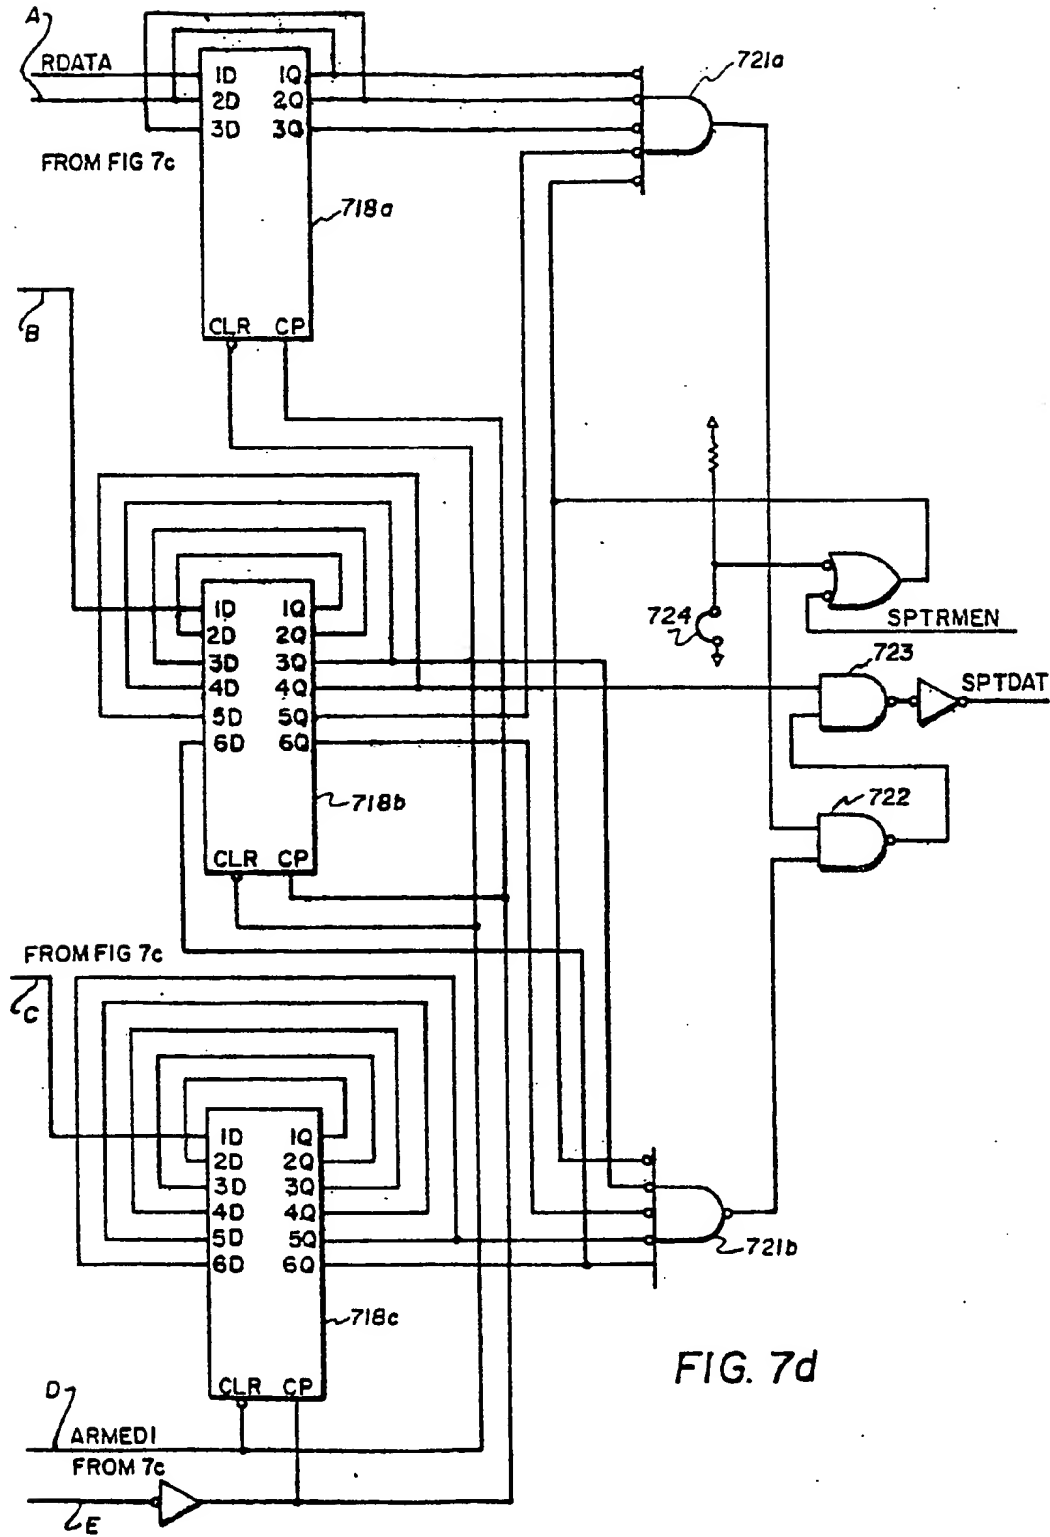 A
RDATA
1D 1Q
2D 2Q
3D 3Q
FROM FIG 7c
718a
CLR CP
721a
B
724
SPTRMEN
723
SPTDAT
1D 1Q
2D 2Q
3D 3Q
4D 4Q
5D 5Q
6D 6Q
718b
722
CLR CP
FROM FIG 7c
C
1D 1Q
2D 2Q
3D 3Q
4D 4Q
5D 5Q
6D 6Q
721b
718c
FIG. 7d
CLR CP
D
ARMED1
FROM 7c
E